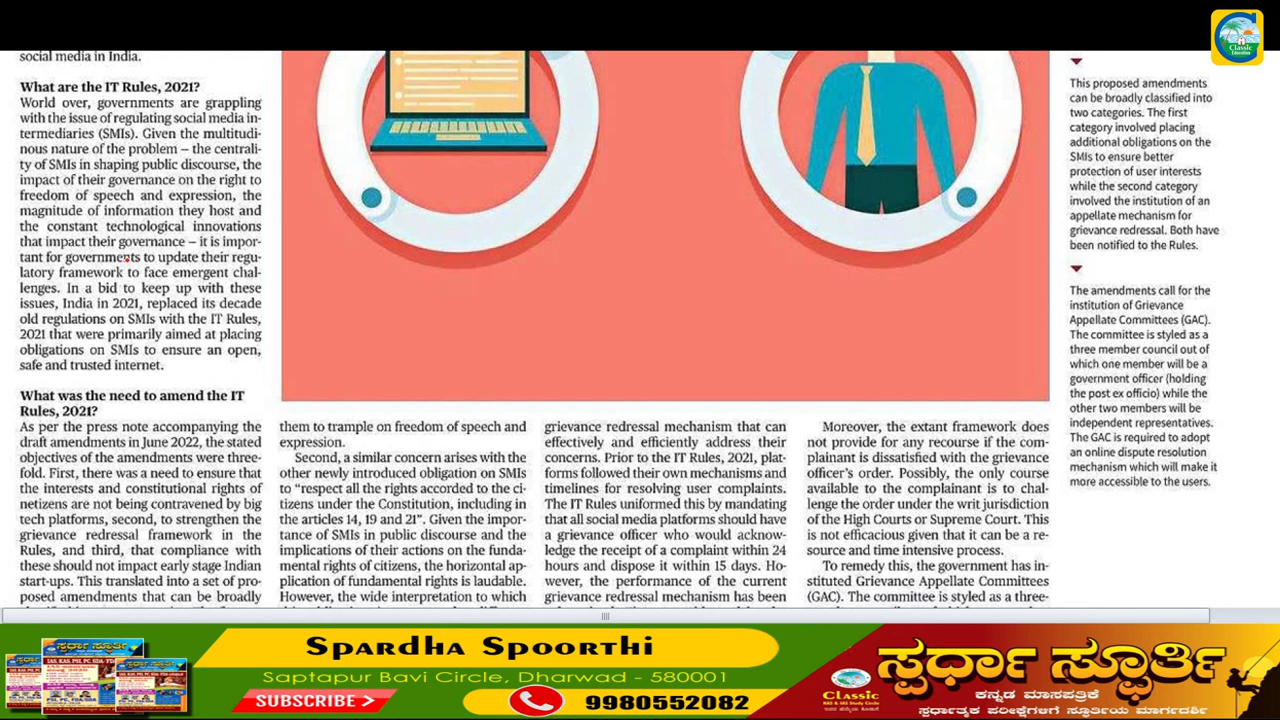 Classic
Education
social media in India.
What are the IT Rules, 2021?
World over, governments are grappling
with the issue of regulating social media in-
termediaries (SMIs). Given the multitudi-
nous nature of the problem – the centrali-
ty of SMIs in shaping public discourse, the
impact of their governance on the right to
freedom of speech and expression, the
magnitude of information they host and
the constant technological innovations
that impact their governance – it is impor-
tant for governments to update their regu-
latory framework to face emergent chal-
lenges. In a bid to keep up with these
issues, India in 2021, replaced its decade
old regulations on SMIs with the IT Rules,
2021 that were primarily aimed at placing
obligations on SMIs to ensure an open,
safe and trusted internet.
What was the need to amend the IT
Rules, 2021?
As per the press note accompanying the
draft amendments in June 2022, the stated
objectives of the amendments were three-
fold. First, there was a need to ensure that
the interests and constitutional rights of
netizens are not being contravened by big
tech platforms, second, to strengthen the
grievance redressal framework in the
Rules, and third, that compliance with
these should not impact early stage Indian
start-ups. This translated into a set of pro-
posed amendments that can be broadly
them to trample on freedom of speech and
expression.
Second, a similar concern arises with the
other newly introduced obligation on SMIs
to “respect all the rights accorded to the ci-
tizens under the Constitution, including in
the articles 14, 19 and 21”. Given the impor-
tance of SMIs in public discourse and the
implications of their actions on the funda-
mental rights of citizens, the horizontal ap-
plication of fundamental rights is laudable.
However, the wide interpretation to which
grievance redressal mechanism that can
effectively and efficiently address their
concerns. Prior to the IT Rules, 2021, plat-
forms followed their own mechanisms and
timelines for resolving user complaints.
The IT Rules uniformed this by mandating
that all social media platforms should have
a grievance officer who would acknow-
ledge the receipt of a complaint within 24
hours and dispose it within 15 days. Ho-
wever, the performance of the current
grievance redressal mechanism has been
Moreover, the extant framework does
not provide for any recourse if the com-
plainant is dissatisfied with the grievance
officer’s order. Possibly, the only course
available to the complainant is to chal-
lenge the order under the writ jurisdiction
of the High Courts or Supreme Court. This
is not efficacious given that it can be a re-
source and time intensive process.
To remedy this, the government has in-
stituted Grievance Appellate Committees
(GAC). The committee is styled as a three-
This proposed amendments
can be broadly classified into
two categories. The first
category involved placing
additional obligations on the
SMIs to ensure better
protection of user interests
while the second category
involved the institution of an
appellate mechanism for
grievance redressal. Both have
been notified to the Rules.
The amendments call for the
institution of Grievance
Appellate Committees (GAC).
The committee is styled as a
three member council out of
which one member will be a
government officer (holding
the post ex officio) while the
other two members will be
independent representatives.
The GAC is required to adopt
an online dispute resolution
mechanism which will make it
more accessible to the users.
Spardha Spoorthi
Saptapur Bavi Circle, Dharwad - 580001
SUBSCRIBE >
9980552082
ಸ್ಪರ್ಧಾ ಸ್ಫೂರ್ತಿ
Classic
KAS & IAS Study Circle
ಕನ್ನಡ ಮಾಸಪತ್ರಿಕೆ
ಸ್ಪರ್ಧಾತ್ಮಕ ಪರೀಕ್ಷೆಗಳಿಗೆ ಸ್ಫೂರ್ತಿಯ ಮಾರ್ಗದರ್ಶಿ